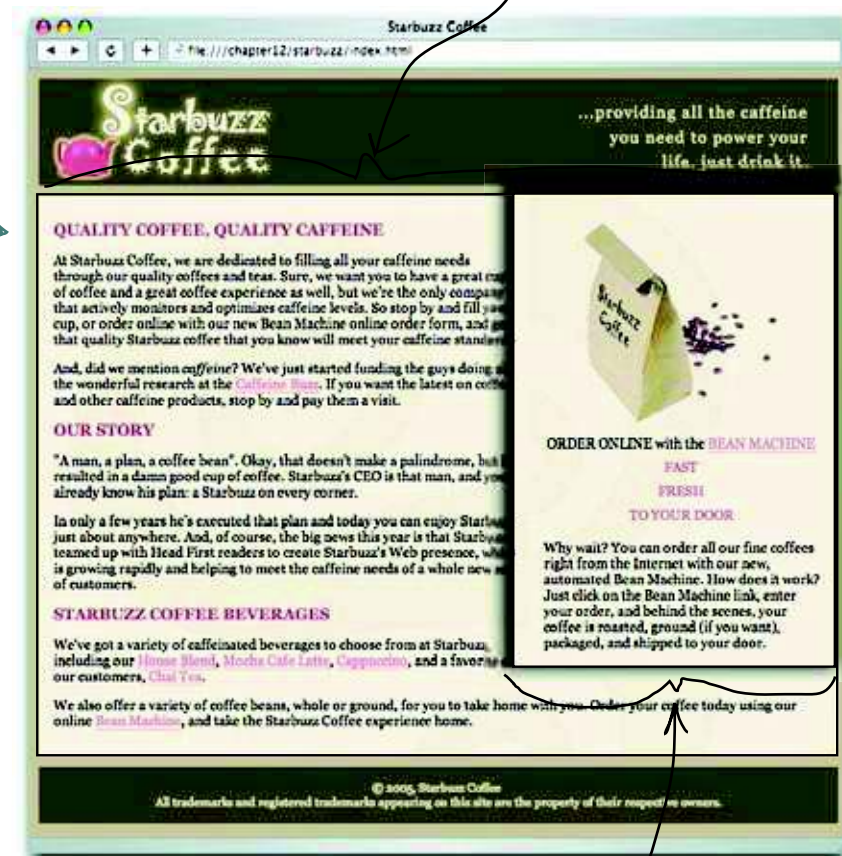 Starbuzz Coffee
file:///chapter12/starbuzz/index.html
Starbuzz
Coffee
...providing all the caffeine
you need to power your
life, just drink it.
QUALITY COFFEE, QUALITY CAFFEINE
At Starbuzz Coffee, we are dedicated to filling all your caffeine needs
through our quality coffees and teas. Sure, we want you to have a great
of coffee and a great coffee experience as well, but we're the only
that actively monitors and optimizes caffeine levels. So stop by and fill
cup, or order online with our new Bean Machine online order form, and
that quality Starbuzz coffee that you know will meet your caffeine
And, did we mention caffeine? We've just started funding the guys doing
the wonderful research at the Caffeine Buzz. If you want the latest on
and other caffeine products, stop by and pay them a visit.
OUR STORY
"A man, a plan, a coffee bean". Okay, that doesn't make a palindrome,
resulted in a damn good cup of coffee. Starbuzz's CEO is that man, and
already know his plan: a Starbuzz on every corner.
In only a few years he's executed that plan and today you can enjoy
just about anywhere. And, of course, the big news this year is that
teamed up with Head First readers to create Starbuzz's Web presence,
is growing rapidly and helping to meet the caffeine needs of a whole new
of customers.
STARBUZZ COFFEE BEVERAGES
We've got a variety of caffeinated beverages to choose from at Starbuzz,
including our House Blend, Mocha Cafe Latte, Cappuccino, and a
our customers, Chai Tea.
We also offer a variety of coffee beans, whole or ground, for you to take home with you. Order your coffee today using our
online Bean Machine, and take the Starbuzz Coffee experience home.
Starbuzz
Coffee
ORDER ONLINE with the BEAN MACHINE
FAST
FRESH
TO YOUR DOOR
Why wait? You can order all our fine coffees
right from the Internet with our new,
automated Bean Machine. How does it work?
Just click on the Bean Machine link, enter
your order, and behind the scenes, your
coffee is roasted, ground (if you want),
packaged, and shipped to your door.
© 2005, Starbuzz Coffee
All trademarks and registered trademarks appearing on this site are the property of their respective owners.